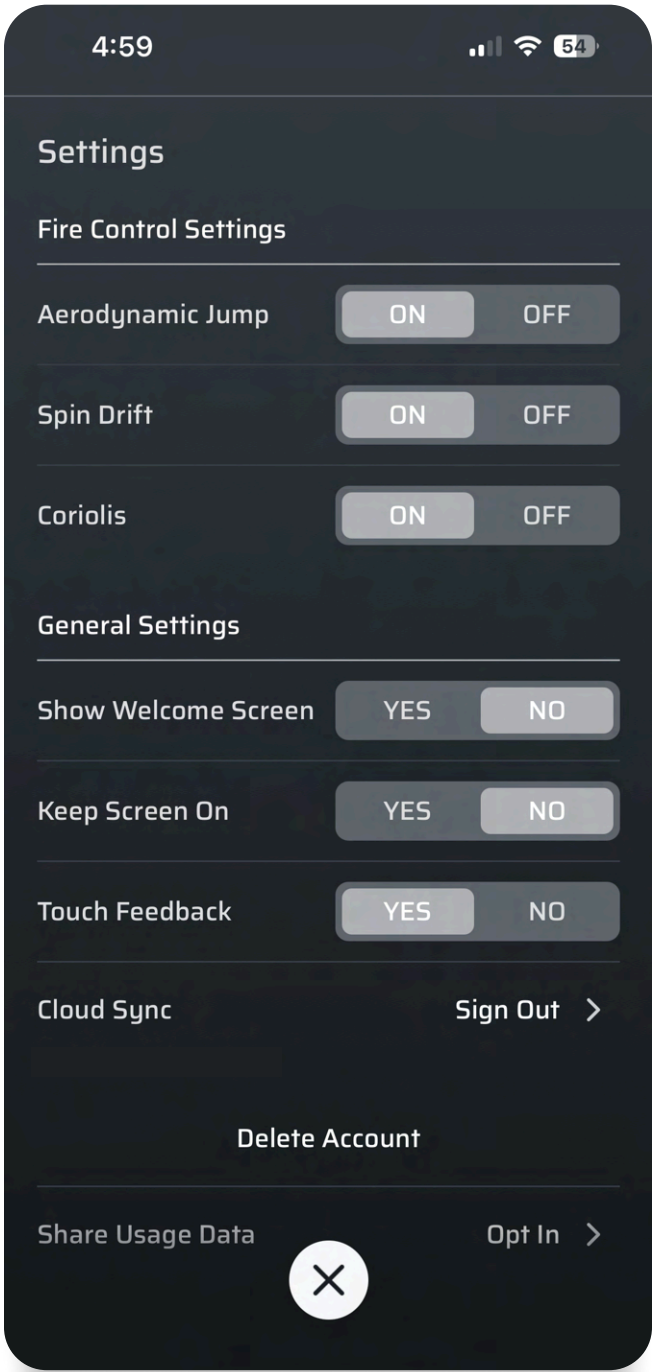 4:59
54
Settings
Fire Control Settings
Aerodynamic Jump ON OFF
Spin Drift ON OFF
Coriolis ON OFF
General Settings
Show Welcome Screen YES NO
Keep Screen On YES NO
Touch Feedback YES NO
Cloud Sync Sign Out
Delete Account
Share Usage Data Opt In